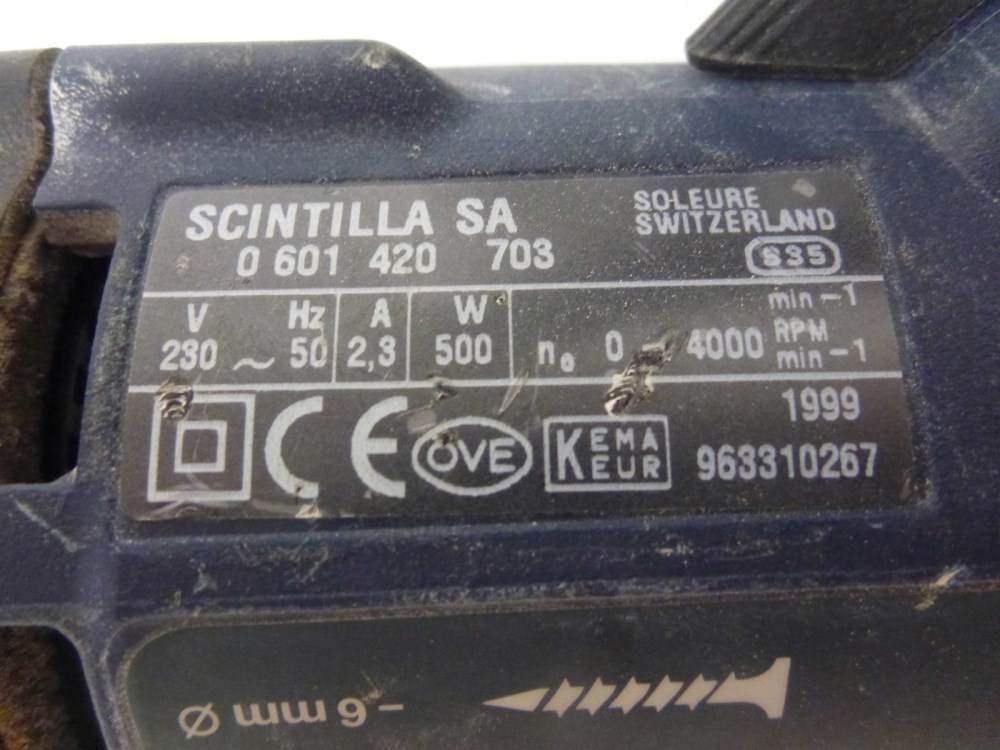 SCINTILLA SA
SOLEURE
SWITZERLAND
0 601 420 703
S35
V Hz A W
230 ~ 50 2,3 500
n₀ 0 - 4000
min -1
RPM
min -1
CE
ÖVE
KEMA
KEUR
1999
963310267
- 6 mm Ø